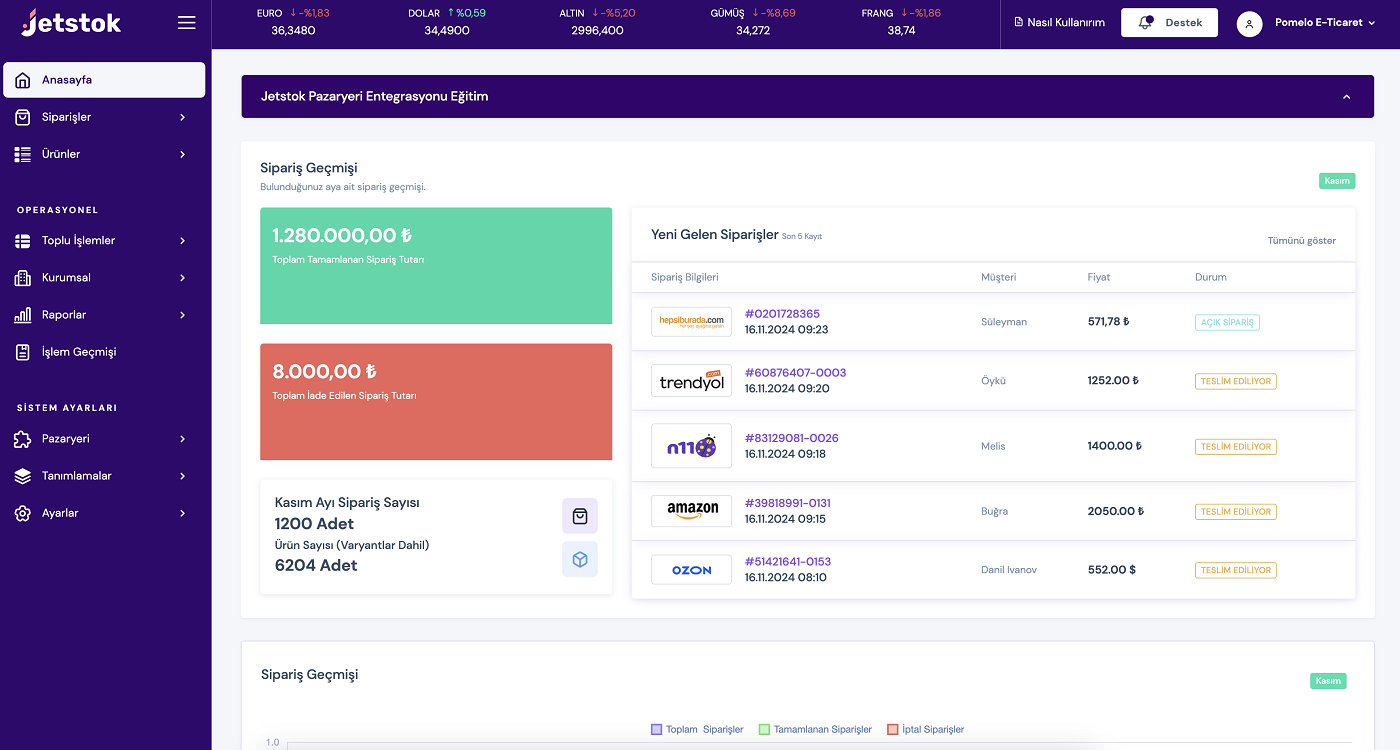 Jetstok
EURO ↓ -%1,83
36,3480
DOLAR ↑ %0,59
34,4900
ALTIN ↓ -%5,20
2996,400
GÜMÜŞ ↓ -%8,69
34,272
FRANG ↓ -%1,86
38,74
Nasıl Kullanırım
Destek
Pomelo E-Ticaret
Anasayfa
Siparişler
Ürünler
OPERASYONEL
Toplu İşlemler
Kurumsal
Raporlar
İşlem Geçmişi
SİSTEM AYARLARI
Pazaryeri
Tanımlamalar
Ayarlar
Jetstok Pazaryeri Entegrasyonu Eğitim
Sipariş Geçmişi
Bulunduğunuz aya ait sipariş geçmişi.
Kasım
1.280.000,00 ₺
Toplam Tamamlanan Sipariş Tutarı
8.000,00 ₺
Toplam İade Edilen Sipariş Tutarı
Kasım Ayı Sipariş Sayısı
1200 Adet
Ürün Sayısı (Varyantlar Dahil)
6204 Adet
Yeni Gelen Siparişler Son 5 Kayıt
Tümünü göster
Sipariş Bilgileri Müşteri Fiyat Durum
hepsiburada.com
#0201728365
16.11.2024 09:23
Süleyman
571,78 ₺
AÇIK SİPARİŞ
trendyol
.com
#60876407-0003
16.11.2024 09:20
Öykü
1252.00 ₺
TESLİM EDİLİYOR
n11
#83129081-0026
16.11.2024 09:18
Melis
1400.00 ₺
TESLİM EDİLİYOR
amazon
#39818991-0131
16.11.2024 09:15
Buğra
2050.00 ₺
TESLİM EDİLİYOR
OZON
#51421641-0153
16.11.2024 08:10
Danil Ivanov
552.00 $
TESLİM EDİLİYOR
Sipariş Geçmişi
Kasım
Toplam Siparişler
Tamamlanan Siparişler
İptal Siparişler
1.0